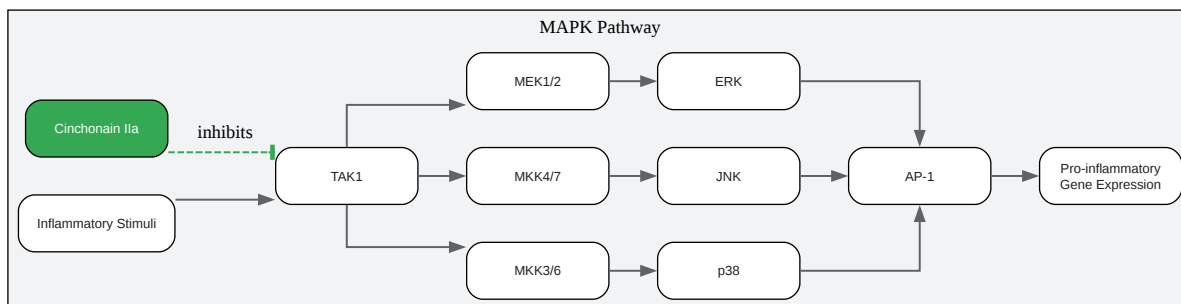 MAPK Pathway
MEK1/2
ERK
Cinchonain IIa
inhibits
TAK1
MKK4/7
JNK
AP-1
Pro-inflammatory
Gene Expression
Inflammatory Stimuli
MKK3/6
p38